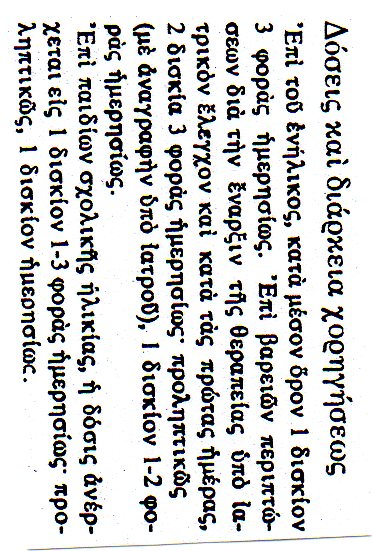 Δόσεις καὶ διάρκεια χορηγήσεως
Ἐπὶ τοῦ ἐνήλικος, κατὰ μέσον ὅρον 1 δισκίον
3 φορὰς ἡμερησίως. Ἐπὶ βαρειῶν περιπτώ-
σεων διὰ τὴν ἔναρξιν τῆς θεραπείας ὑπὸ ἰα-
τρικὸν ἔλεγχον καὶ κατὰ τὰς πρώτας ἡμέρας,
2 δισκία 3 φορὰς ἡμερησίως· προληπτικῶς
(μὲ ἀναγραφὴν ὑπὸ ἰατροῦ), 1 δισκίον 1-2 φο-
ρὰς ἡμερησίως.
Ἐπὶ παιδίων σχολικῆς ἡλικίας, ἡ δόσις ἀνέρ-
χεται εἰς 1 δισκίον 1-3 φορὰς ἡμερησίως· προ-
ληπτικῶς, 1 δισκίον ἡμερησίως.